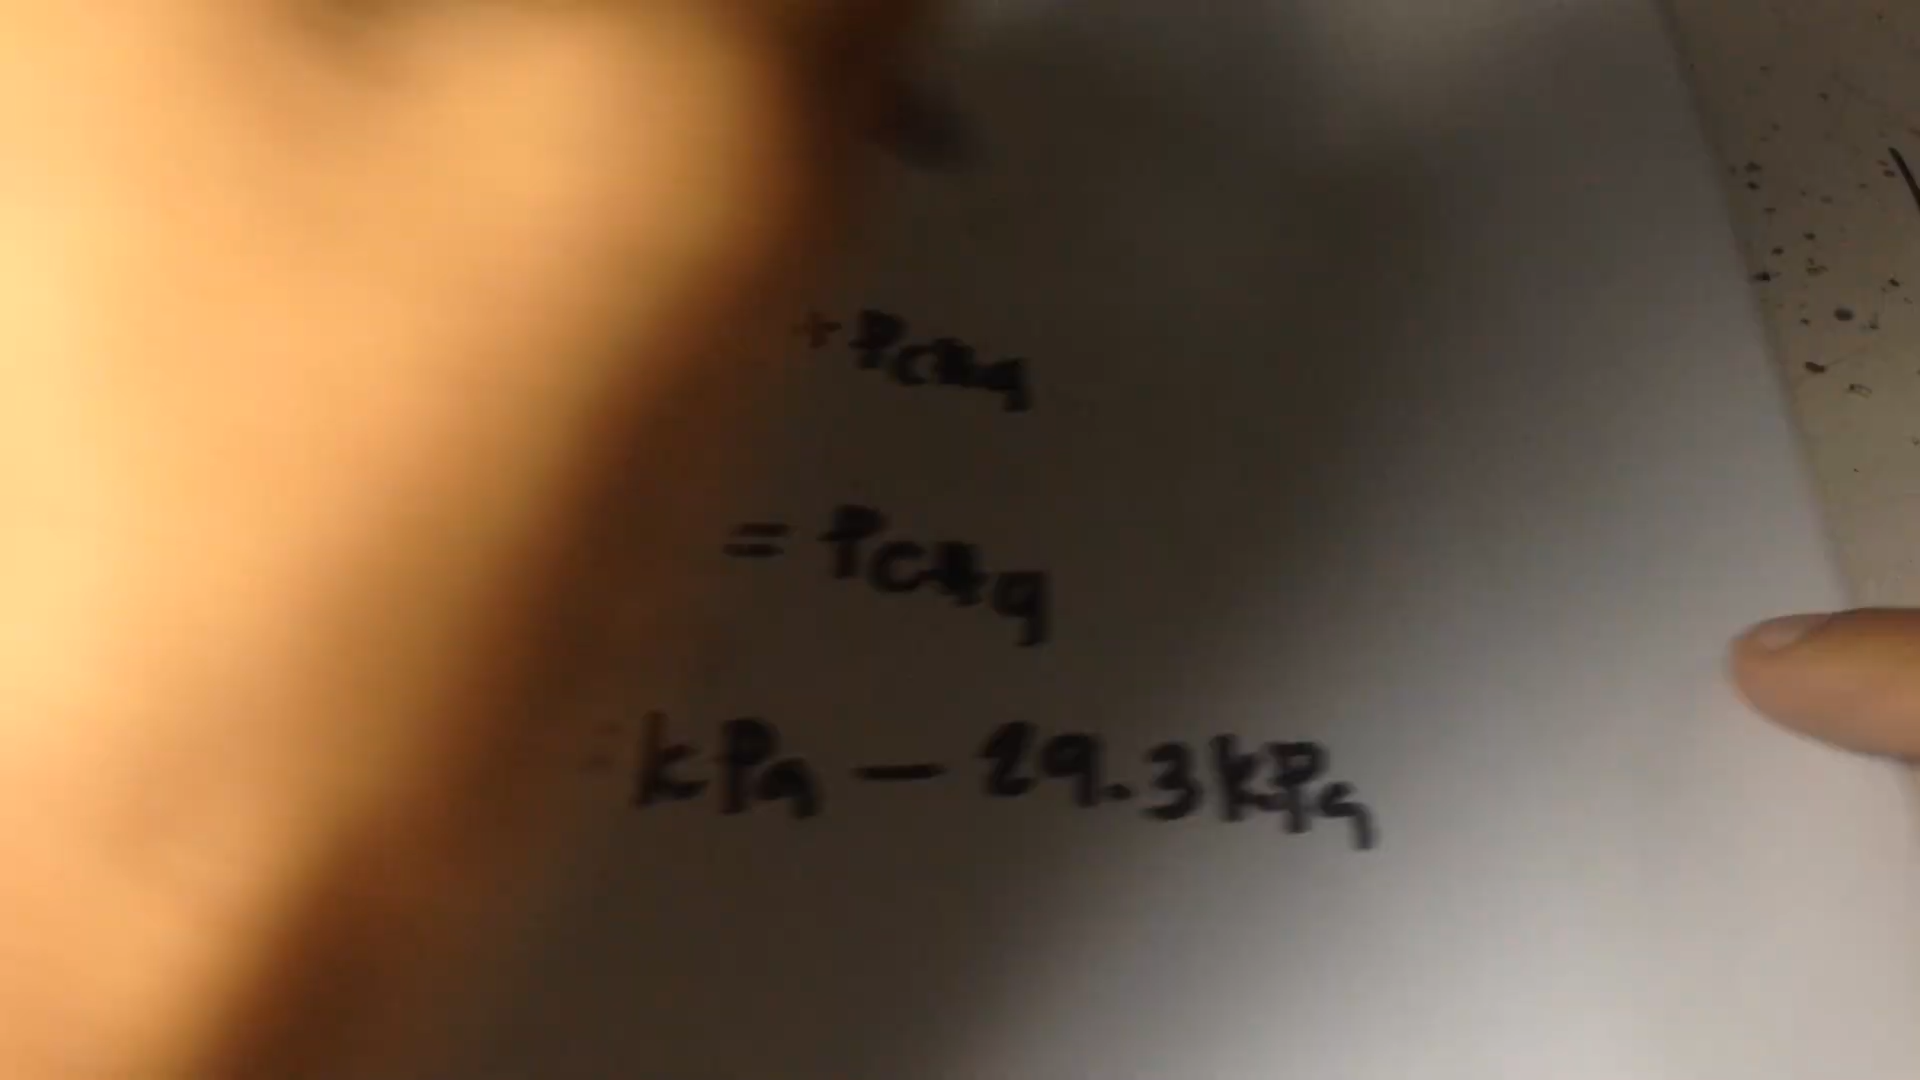 + PCH4
= PCH4
kPa – 29.3 kPa